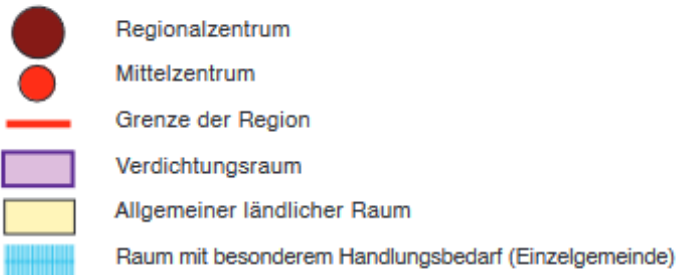 Regionalzentrum
Mittelzentrum
Grenze der Region
Verdichtungsraum
Allgemeiner ländlicher Raum
Raum mit besonderem Handlungsbedarf (Einzelgemeinde)